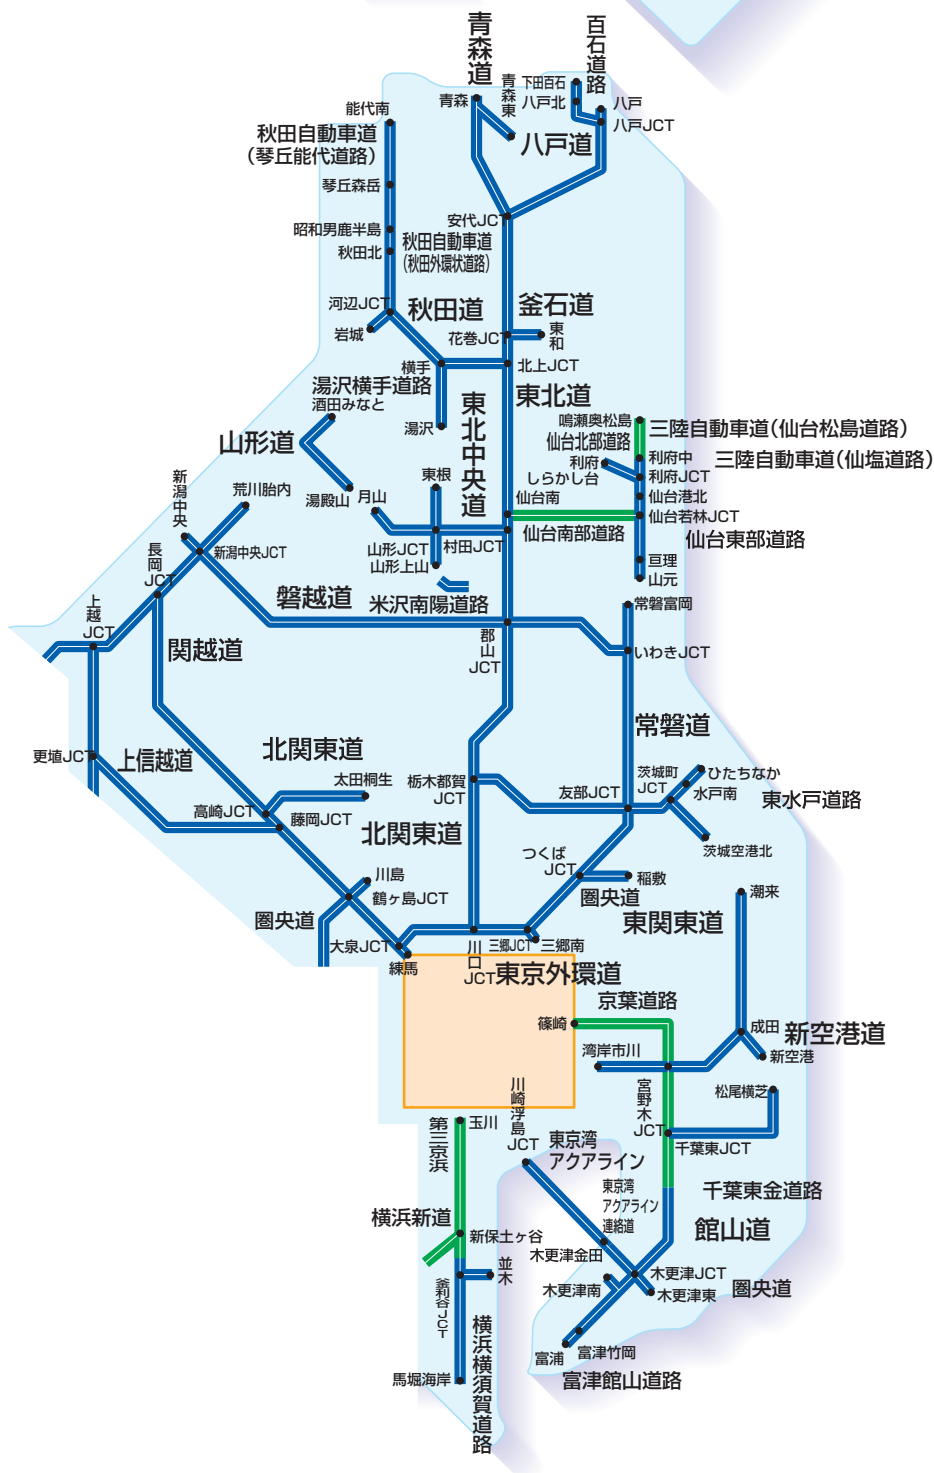 青森道
百石道路
青森
青森東
下田百石
八戸北
八戸
八戸JCT
八戸道
能代南
秋田自動車道
(琴丘能代道路)
琴丘森岳
昭和男鹿半島
秋田北
安代JCT
秋田自動車道
(秋田外環状道路)
河辺JCT
岩城
秋田道
釜石道
花巻JCT
東和
横手
北上JCT
湯沢横手道路
酒田みなと
湯沢
東北中央道
東北道
山形道
鳴瀬奥松島
三陸自動車道(仙台松島道路)
仙台北部道路
利府中
三陸自動車道(仙塩道路)
利府
しらかし台
利府JCT
仙台港北
仙台若林JCT
仙台東部道路
新潟中央
荒川胎内
湯殿山
月山
東根
仙台南
仙台南部道路
山形JCT
村田JCT
山形上山
亘理
山元
長岡JCT
新潟中央JCT
磐越道
米沢南陽道路
常磐富岡
上越JCT
関越道
郡山JCT
いわきJCT
常磐道
更埴JCT
上信越道
北関東道
太田桐生
栃木都賀JCT
友部JCT
茨城町JCT
ひたちなか
水戸南
東水戸道路
高崎JCT
藤岡JCT
北関東道
茨城空港北
つくばJCT
稲敷
圏央道
川島
鶴ヶ島JCT
圏央道
潮来
東関東道
大泉JCT
練馬
川口JCT
三郷JCT
三郷南
東京外環道
京葉道路
篠崎
成田
新空港道
新空港
湾岸市川
宮野木JCT
松尾横芝
千葉東JCT
川崎浮島JCT
玉川
第三京浜
東京湾
アクアライン
東京湾
アクアライン
連絡道
千葉東金道路
館山道
横浜新道
新保土ヶ谷
木更津金田
木更津JCT
圏央道
並木
木更津南
木更津東
釜利谷JCT
横浜横須賀道路
馬堀海岸
富浦
富津竹岡
富津館山道路